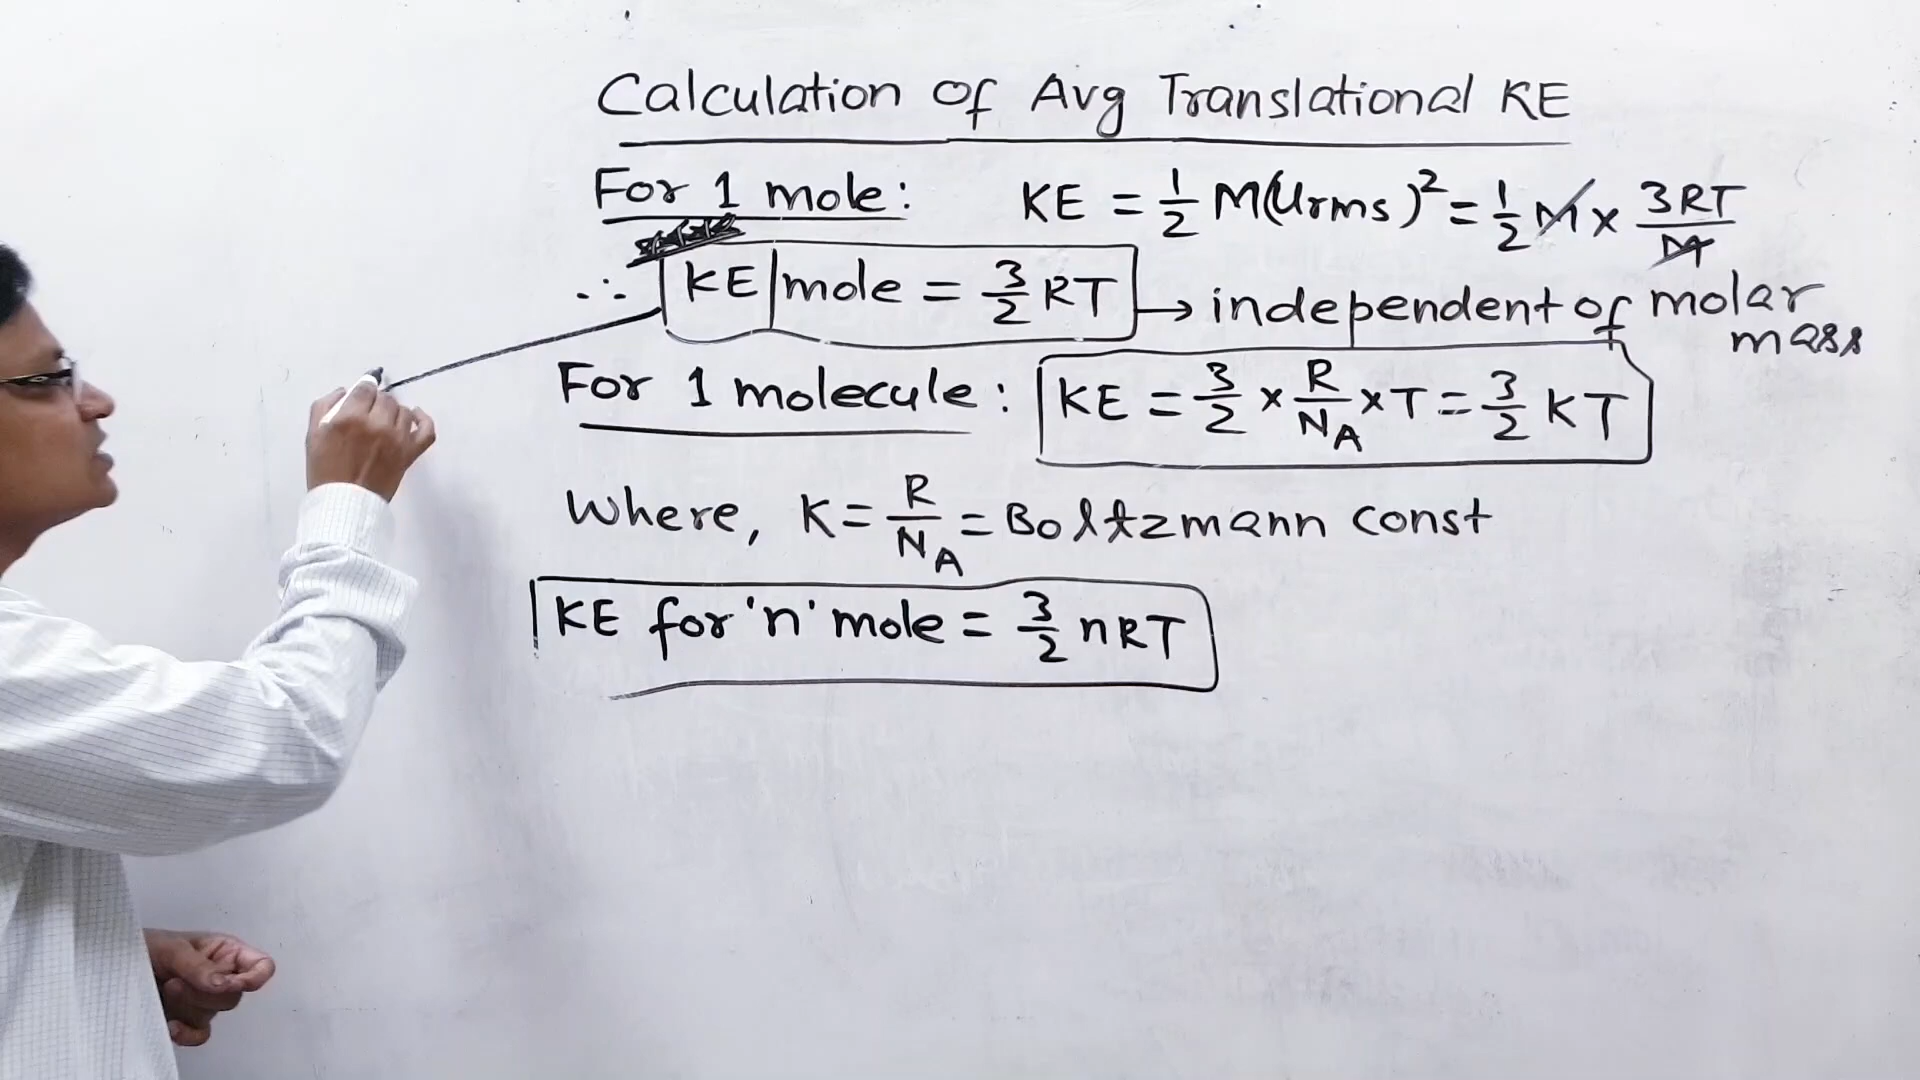 Calculation of Avg Translational KE
For 1 mole: KE = 1/2 M(Urms)² = 1/2 M × 3RT/M
∴ KE|mole = 3/2 RT → independent of molar mass
For 1 molecule: KE = 3/2 × R/N_A × T = 3/2 KT
Where, K = R/N_A = Boltzmann const
KE for 'n' mole = 3/2 nRT